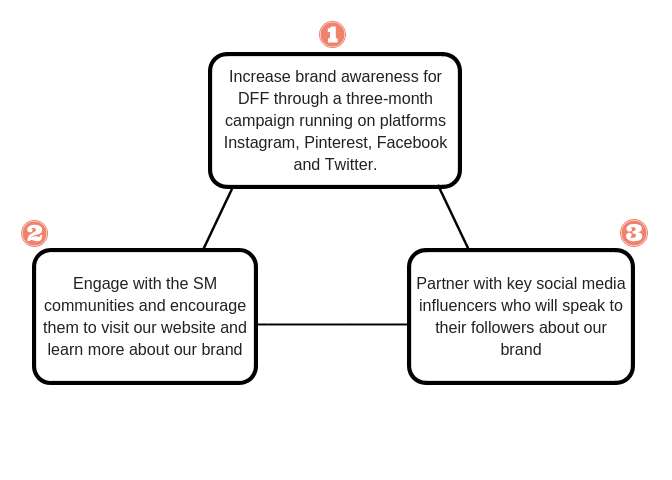 1
Increase brand awareness for
DFF through a three-month
campaign running on platforms
Instagram, Pinterest, Facebook
and Twitter.
2
Engage with the SM
communities and encourage
them to visit our website and
learn more about our brand
3
Partner with key social media
influencers who will speak to
their followers about our
brand